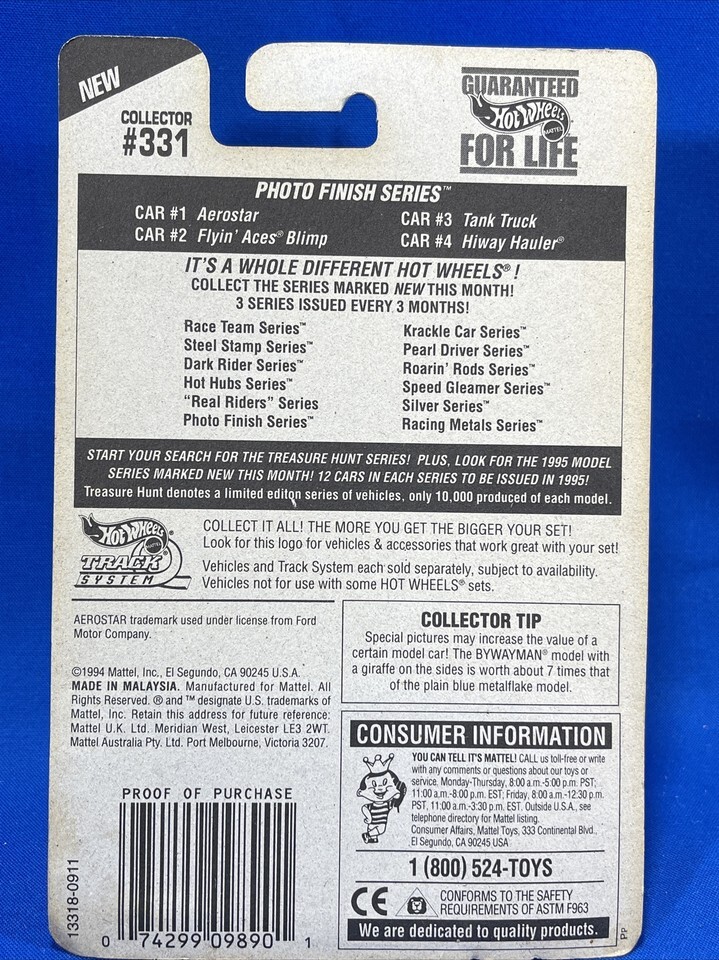 NEW
COLLECTOR
#331
GUARANTEED
Hot Wheels
MATTEL
FOR LIFE
PHOTO FINISH SERIES™
CAR #1 Aerostar
CAR #2 Flyin' Aces® Blimp
CAR #3 Tank Truck
CAR #4 Hiway Hauler®
IT'S A WHOLE DIFFERENT HOT WHEELS®!
COLLECT THE SERIES MARKED NEW THIS MONTH!
3 SERIES ISSUED EVERY 3 MONTHS!
Race Team Series™
Steel Stamp Series™
Dark Rider Series™
Hot Hubs Series™
"Real Riders" Series
Photo Finish Series™
Krackle Car Series™
Pearl Driver Series™
Roarin' Rods Series™
Speed Gleamer Series™
Silver Series™
Racing Metals Series™
START YOUR SEARCH FOR THE TREASURE HUNT SERIES! PLUS, LOOK FOR THE 1995 MODEL
SERIES MARKED NEW THIS MONTH! 12 CARS IN EACH SERIES TO BE ISSUED IN 1995!
Treasure Hunt denotes a limited editon series of vehicles, only 10,000 produced of each model.
Hot Wheels
MATTEL
TRACK
SYSTEM
COLLECT IT ALL! THE MORE YOU GET THE BIGGER YOUR SET!
Look for this logo for vehicles & accessories that work great with your set!
Vehicles and Track System each sold separately, subject to availability.
Vehicles not for use with some HOT WHEELS® sets.
AEROSTAR trademark used under license from Ford
Motor Company.
©1994 Mattel, Inc., El Segundo, CA 90245 U.S.A.
MADE IN MALAYSIA. Manufactured for Mattel. All
Rights Reserved. ® and ™ designate U.S. trademarks of
Mattel, Inc. Retain this address for future reference:
Mattel U.K. Ltd. Meridian West, Leicester LE3 2WT.
Mattel Australia Pty. Ltd. Port Melbourne, Victoria 3207.
COLLECTOR TIP
Special pictures may increase the value of a
certain model car! The BYWAYMAN® model with
a giraffe on the sides is worth about 7 times that
of the plain blue metalflake model.
CONSUMER INFORMATION
YOU CAN TELL IT'S MATTEL! CALL us toll-free or write
with any comments or questions about our toys or
service, Monday-Thursday, 8:00 a.m.-5:00 p.m. PST;
11:00 a.m.-8:00 p.m. EST; Friday, 8:00 a.m.-12:30 p.m.
PST, 11:00 a.m.-3:30 p.m. EST. Outside U.S.A., see
telephone directory for Mattel listing.
Consumer Affairs, Mattel Toys, 333 Continental Blvd.,
El Segundo, CA 90245 USA
1 (800) 524-TOYS
CE
CONFORMS TO THE SAFETY
REQUIREMENTS OF ASTM F963
We are dedicated to quality products.
PP
PROOF OF PURCHASE
0 74299 09890 1
13318-0911